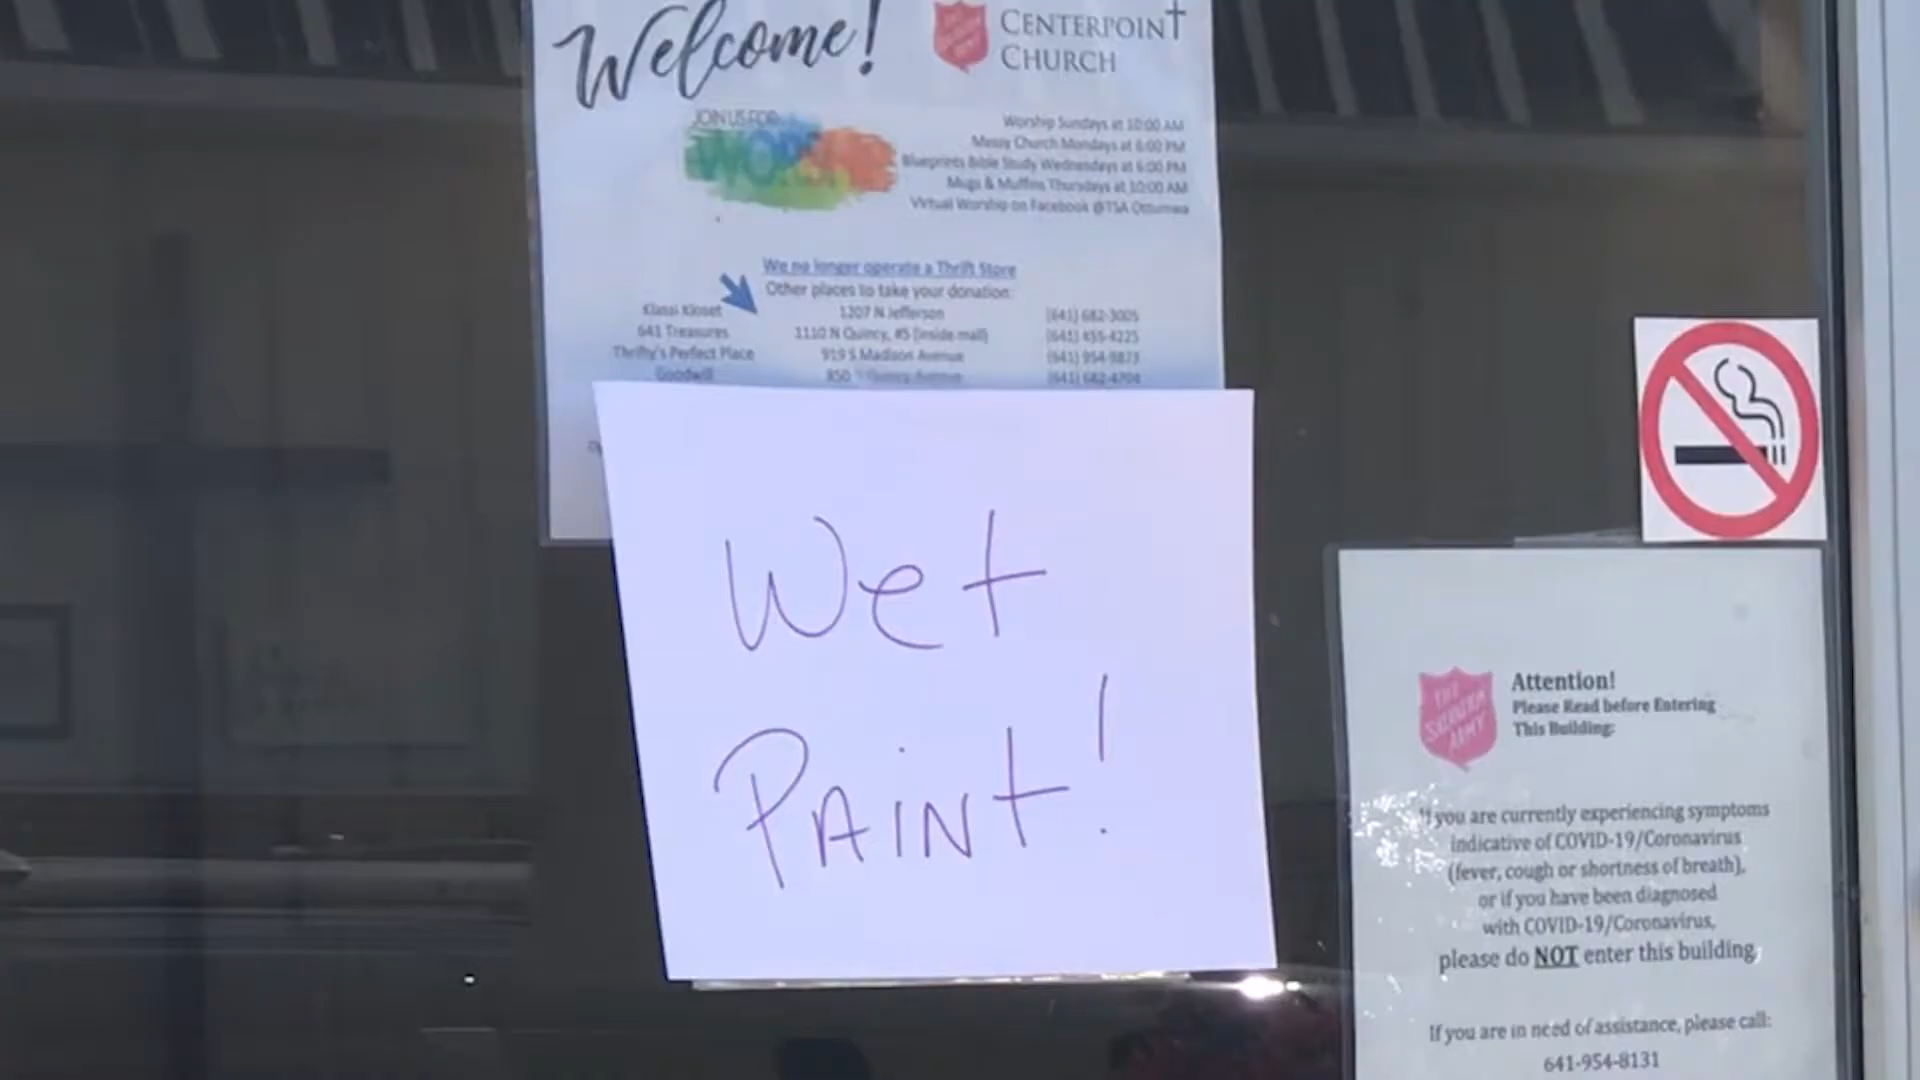 Welcome!
CENTERPOINT
CHURCH
JOIN US FOR
Worship Sundays at 10:00 AM
Messy Church Mondays at 6:00 PM
Blueprints Bible Study Wednesdays at 6:00 PM
Mugs & Muffins Thursdays at 10:00 AM
Virtual Worship on Facebook @TSA Ottumwa
We no longer operate a Thrift Store
Other places to take your donation:
Klassi Kloset 1207 N Jefferson (641) 682-3005
641 Treasures 1110 N Quincy, #5 (inside mall) (641) 455-4225
Thrifty's Perfect Place 919 S Madison Avenue (641) 954-9873
Goodwill 850 Quincy Avenue (641) 682-4704
Wet
PAINt!
THE
SALVATION
ARMY
Attention!
Please Read before Entering
This Building:
If you are currently experiencing symptoms
indicative of COVID-19/Coronavirus
(fever, cough or shortness of breath),
or if you have been diagnosed
with COVID-19/Coronavirus,
please do NOT enter this building.
If you are in need of assistance, please call:
641-954-8131